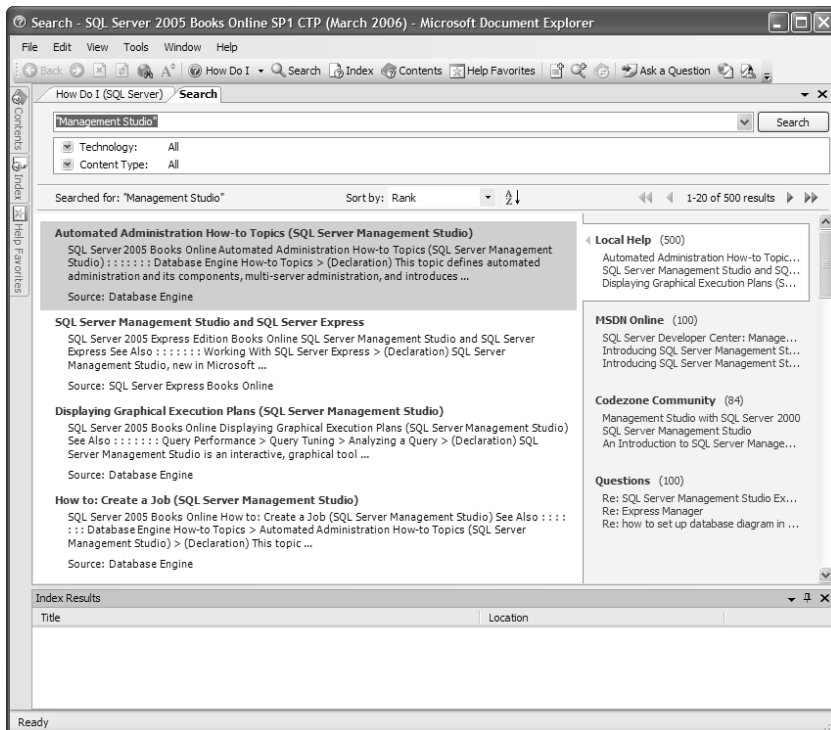 Search - SQL Server 2005 Books Online SP1 CTP (March 2006) - Microsoft Document Explorer
File Edit View Tools Window Help
Back How Do I Search Index Contents Help Favorites Ask a Question
Contents
Index
Help Favorites
How Do I (SQL Server) Search
"Management Studio" Search
Technology: All
Content Type: All
Searched for: "Management Studio" Sort by: Rank 1-20 of 500 results
Automated Administration How-to Topics (SQL Server Management Studio)
SQL Server 2005 Books Online Automated Administration How-to Topics (SQL Server Management
Studio) : : : : : : : Database Engine How-to Topics > (Declaration) This topic defines automated
administration and its components, multi-server administration, and introduces ...
Source: Database Engine
SQL Server Management Studio and SQL Server Express
SQL Server 2005 Express Edition Books Online SQL Server Management Studio and SQL Server
Express See Also : : : : : : : Working With SQL Server Express > (Declaration) SQL Server
Management Studio, new in Microsoft ...
Source: SQL Server Express Books Online
Displaying Graphical Execution Plans (SQL Server Management Studio)
SQL Server 2005 Books Online Displaying Graphical Execution Plans (SQL Server Management Studio)
See Also : : : : : : : Query Performance > Query Tuning > Analyzing a Query > (Declaration) SQL
Server Management Studio is an interactive, graphical tool ...
Source: Database Engine
How to: Create a Job (SQL Server Management Studio)
SQL Server 2005 Books Online How to: Create a Job (SQL Server Management Studio) See Also : : : :
: : : Database Engine How-to Topics > Automated Administration How-to Topics (SQL Server
Management Studio) > (Declaration) This topic ...
Source: Database Engine
Local Help (500)
Automated Administration How-to Topic...
SQL Server Management Studio and SQ...
Displaying Graphical Execution Plans (S...
MSDN Online (100)
SQL Server Developer Center: Manage...
Introducing SQL Server Management St...
Introducing SQL Server Management St...
Codezone Community (84)
Management Studio with SQL Server 2000
SQL Server Management Studio
An Introduction to SQL Server Manage...
Questions (100)
Re: SQL Server Management Studio Ex...
Re: Express Manager
Re: how to set up database diagram in ...
Index Results
Title Location
Ready